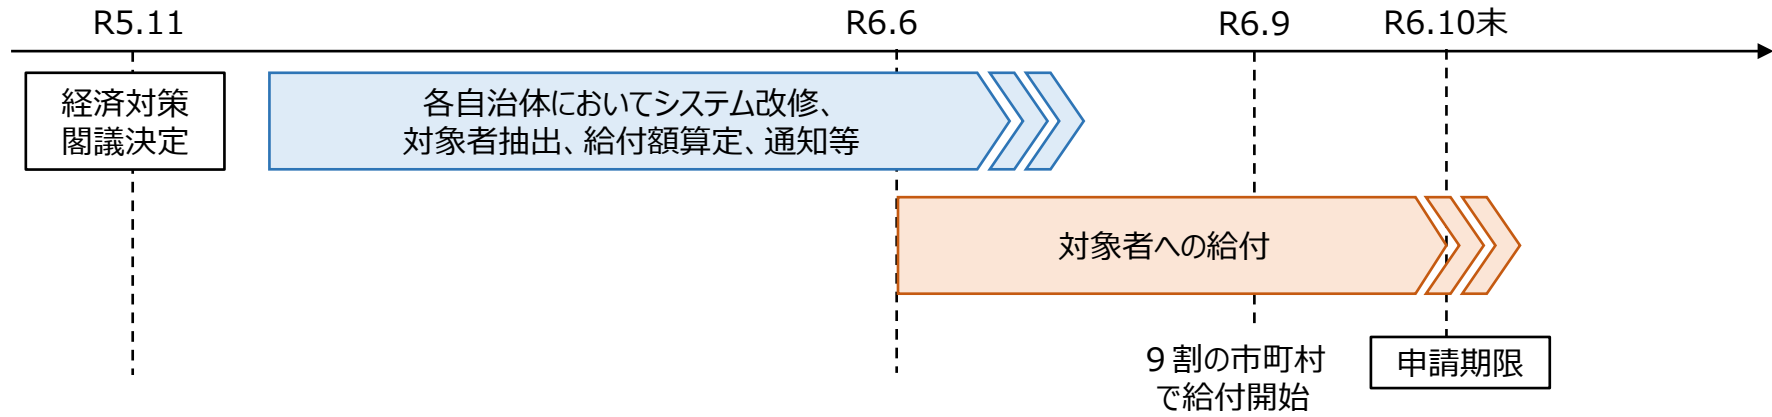 R5.11
R6.6
R6.9
R6.10末
経済対策
閣議決定
各自治体においてシステム改修、
対象者抽出、給付額算定、通知等
対象者への給付
９割の市町村
で給付開始
申請期限